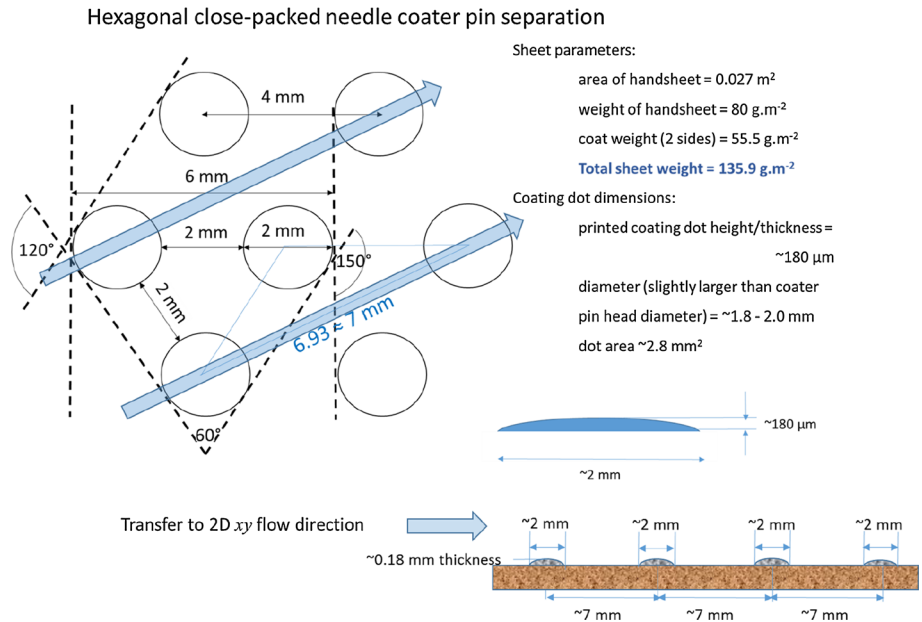 Hexagonal close-packed needle coater pin separation
Sheet parameters:
area of handsheet = 0.027 m²
weight of handsheet = 80 g.m⁻²
coat weight (2 sides) = 55.5 g.m⁻²
Total sheet weight = 135.9 g.m⁻²
Coating dot dimensions:
printed coating dot height/thickness =
~180 µm
diameter (slightly larger than coater
pin head diameter) = ~1.8 - 2.0 mm
dot area ~2.8 mm²
4 mm
6 mm
2 mm
2 mm
120°
150°
2 mm
6.93 ≈ 7 mm
60°
~180 µm
~2 mm
Transfer to 2D xy flow direction
~2 mm
~2 mm
~2 mm
~2 mm
~0.18 mm thickness
~7 mm
~7 mm
~7 mm